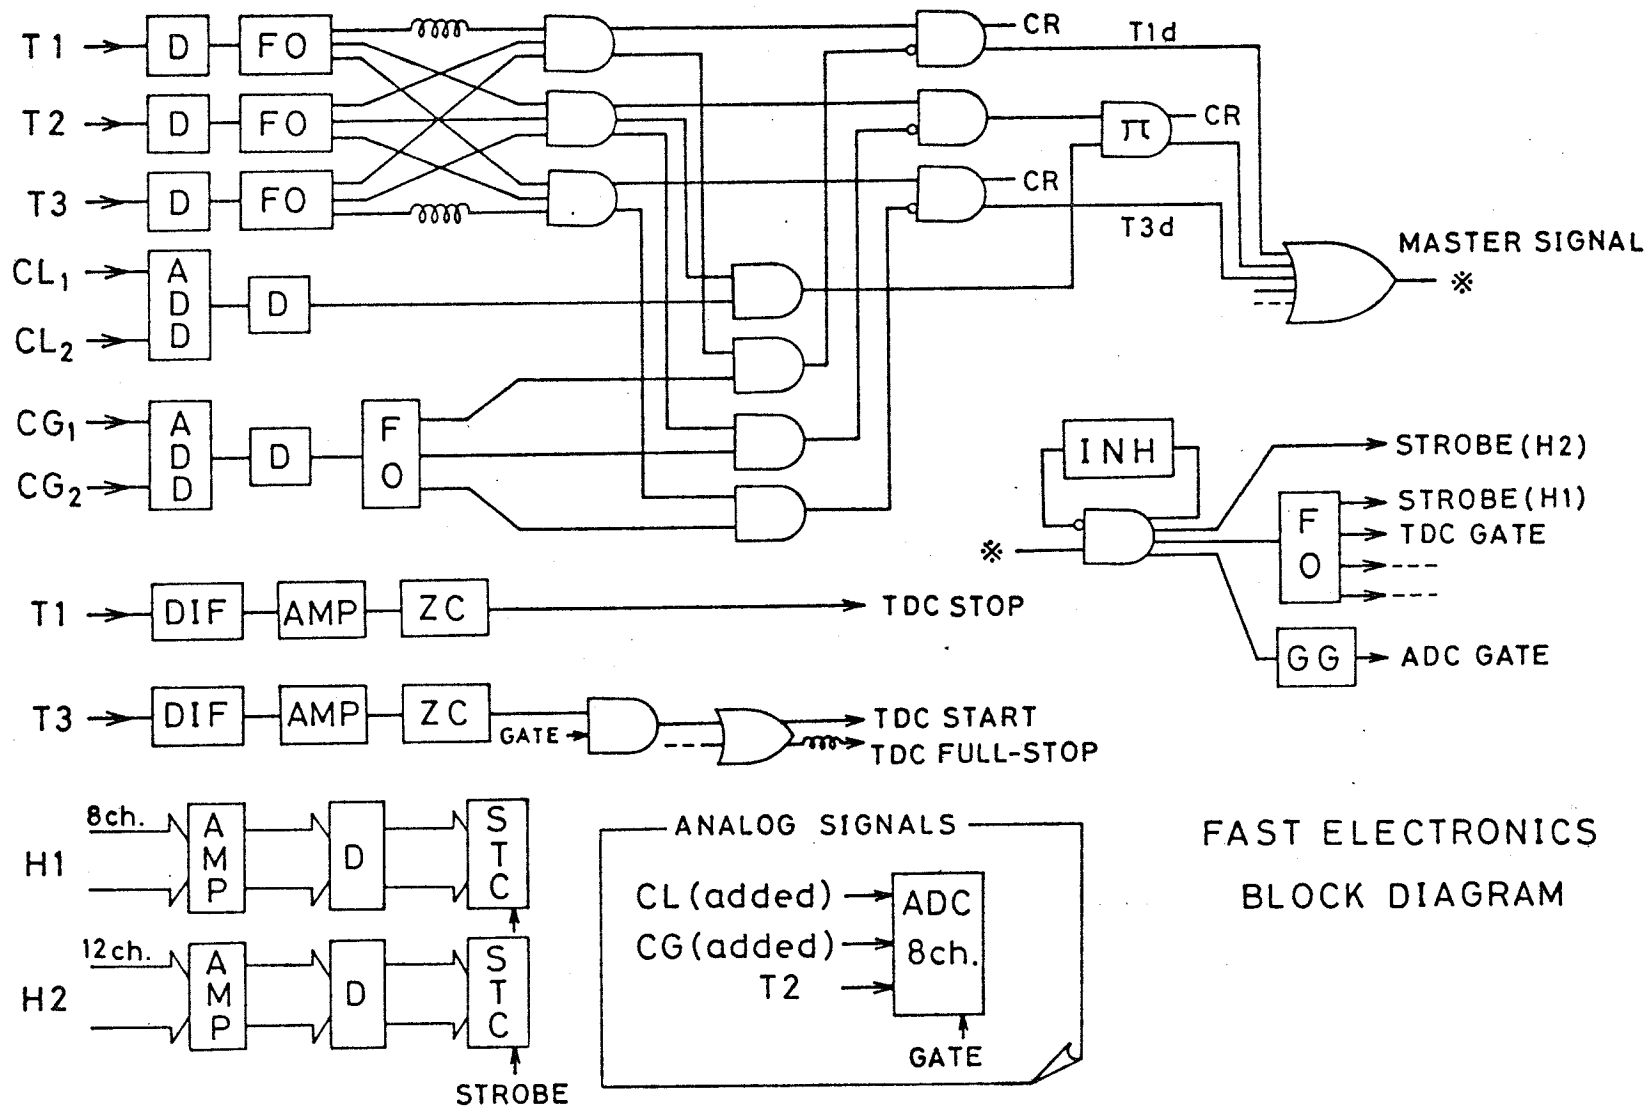 T1 D FO CR T1d
T2 D FO π CR
T3 D FO CR T3d
MASTER SIGNAL
※
CL1 ADD D
CL2
CG1 ADD D FO
CG2
INH
STROBE(H2)
STROBE(H1)
FO
TDC GATE
---
---
※
GG ADC GATE
T1 DIF AMP ZC TDC STOP
T3 DIF AMP ZC TDC START
GATE TDC FULL-STOP
8ch.
H1 AMP D STC
12ch.
H2 AMP D STC
STROBE
ANALOG SIGNALS
CL(added) ADC
CG(added) 8ch.
T2
GATE
FAST ELECTRONICS
BLOCK DIAGRAM